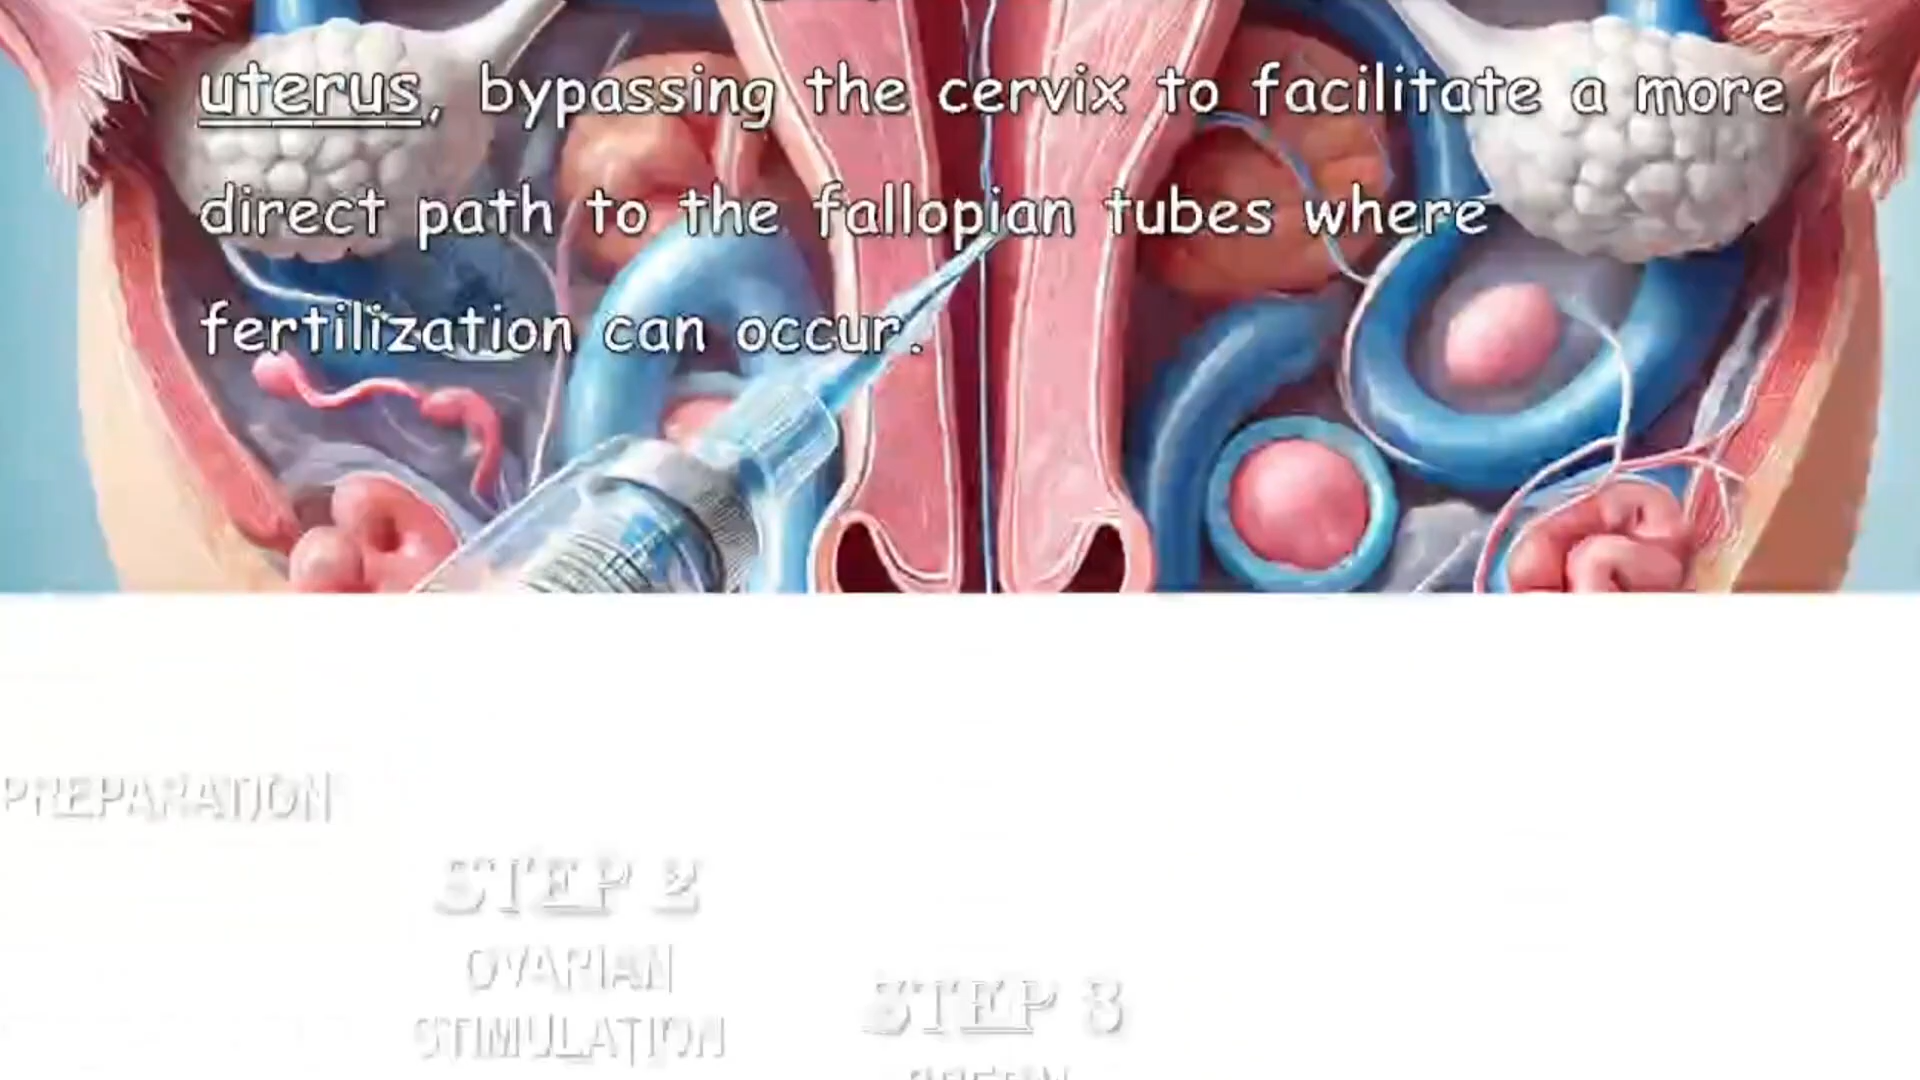 uterus, bypassing the cervix to facilitate a more
direct path to the fallopian tubes where
fertilization can occur.
PREPARATION
STEP 2
OVARIAN
STIMULATION
STEP 3